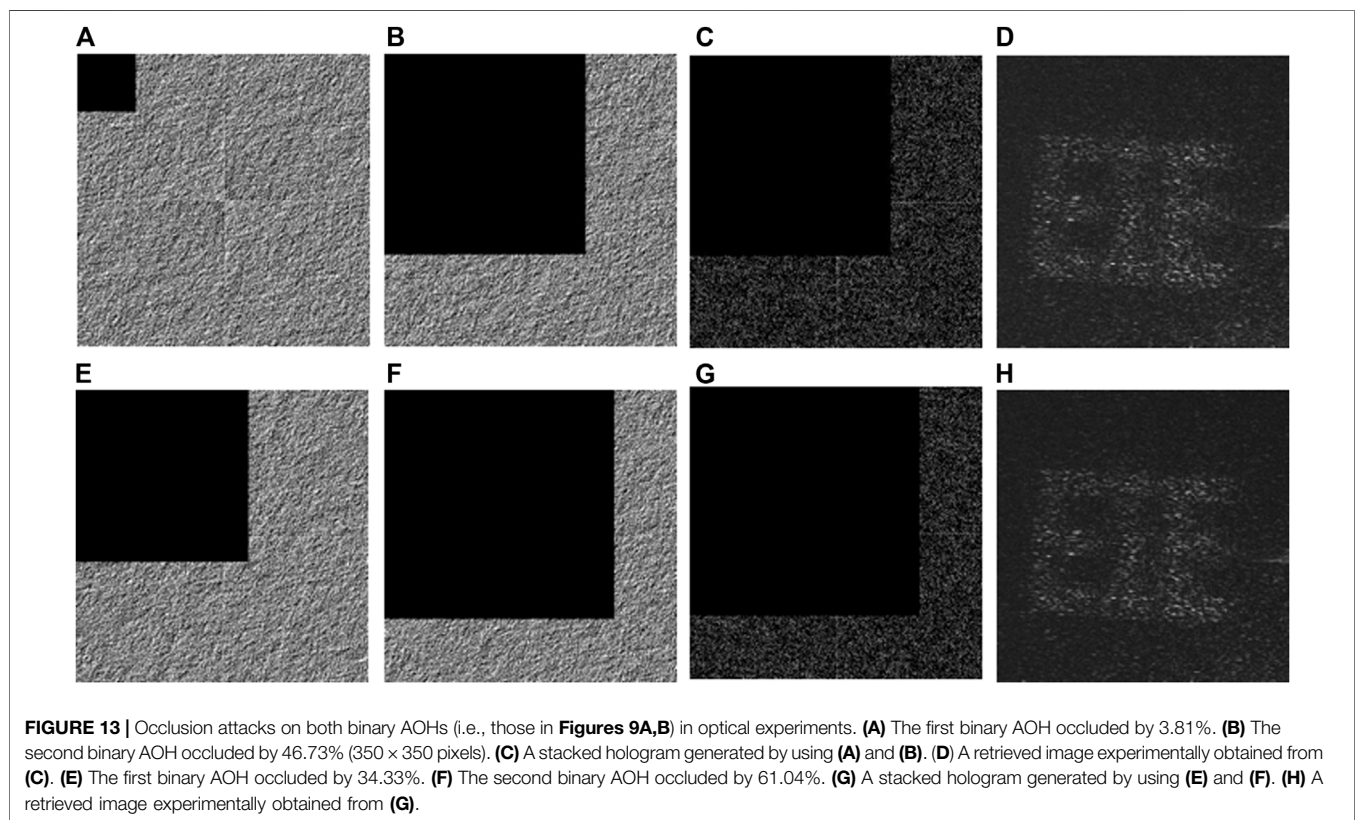 A B C D
E F G H
FIGURE 13 | Occlusion attacks on both binary AOHs (i.e., those in Figures 9A,B) in optical experiments. (A) The first binary AOH occluded by 3.81%. (B) The
second binary AOH occluded by 46.73% (350 × 350 pixels). (C) A stacked hologram generated by using (A) and (B). (D) A retrieved image experimentally obtained from
(C). (E) The first binary AOH occluded by 34.33%. (F) The second binary AOH occluded by 61.04%. (G) A stacked hologram generated by using (E) and (F). (H) A
retrieved image experimentally obtained from (G).